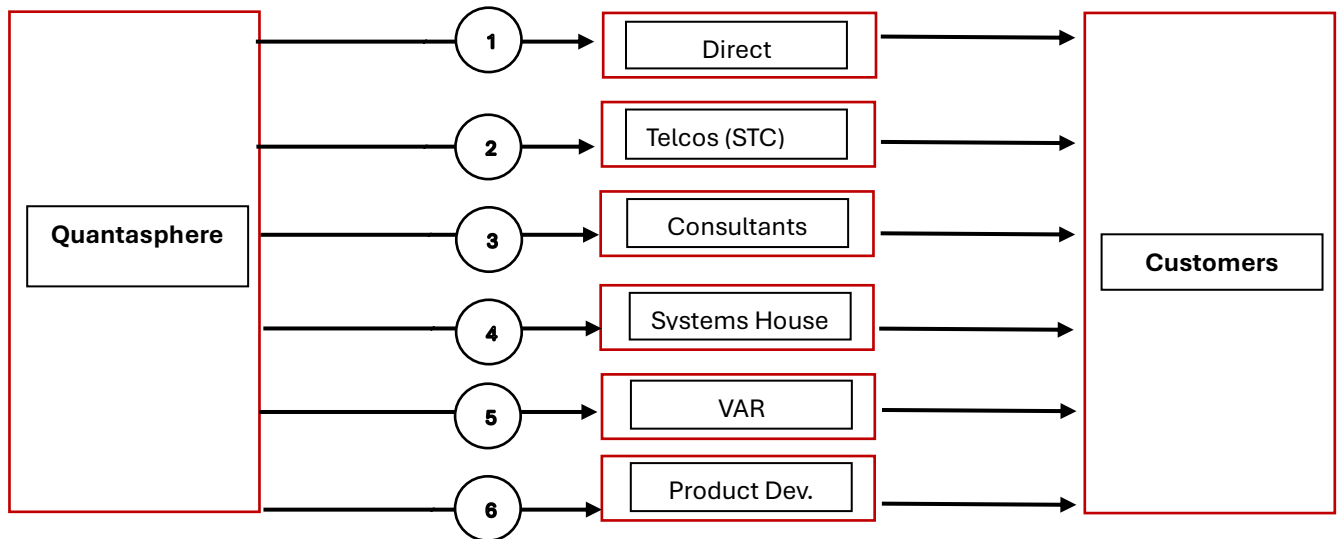 Quantasphere
1
Direct
2
Telcos (STC)
3
Consultants
4
Systems House
5
VAR
6
Product Dev.
Customers